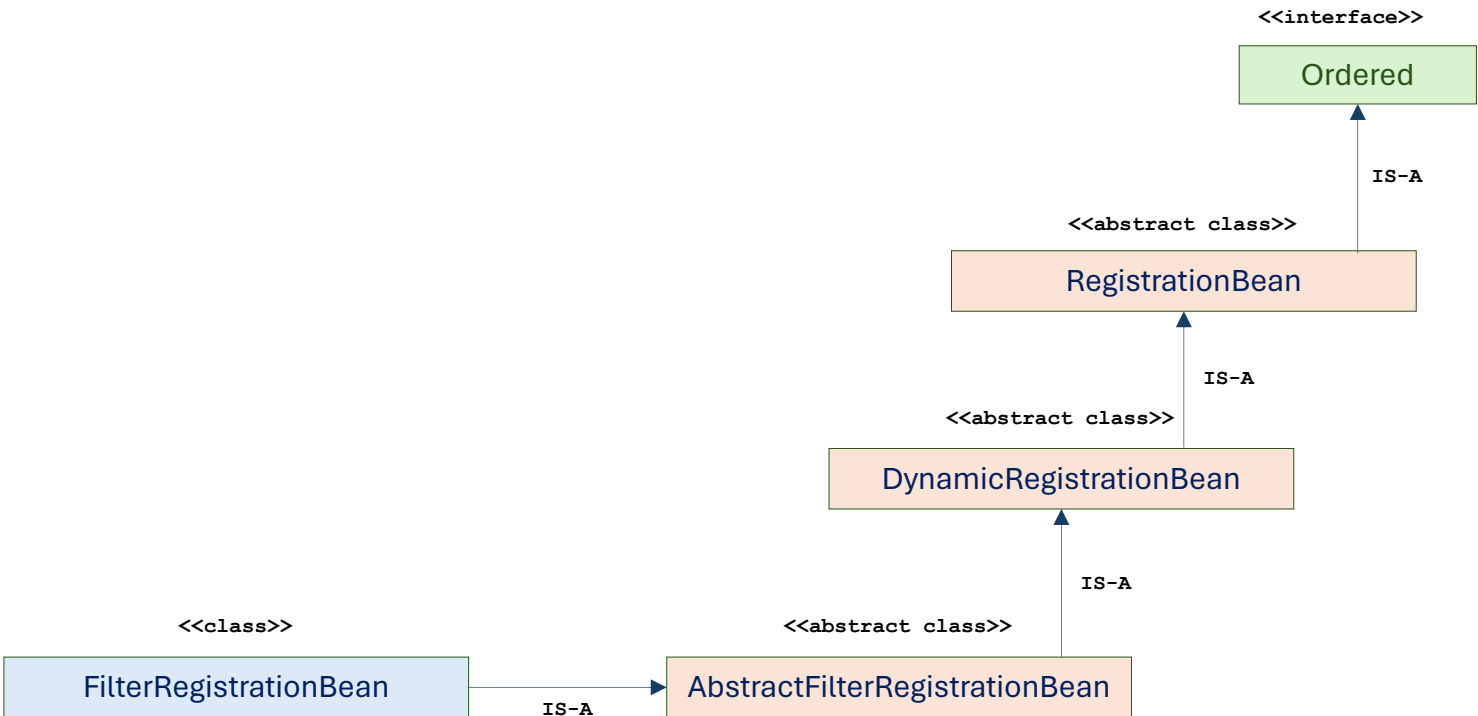 <<interface>>
Ordered
IS-A
<<abstract class>>
RegistrationBean
IS-A
<<abstract class>>
DynamicRegistrationBean
IS-A
<<class>>
<<abstract class>>
FilterRegistrationBean
AbstractFilterRegistrationBean
IS-A